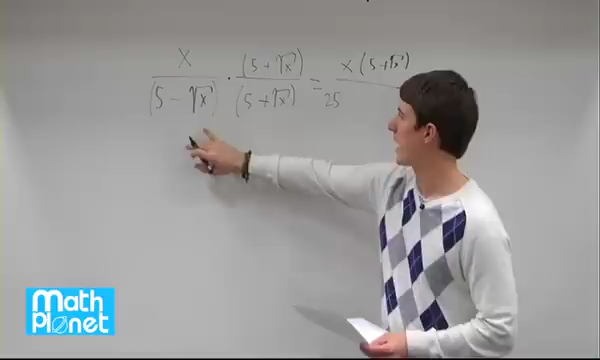 x/(5 - √x) · (5 + √x)/(5 + √x) = x(5 + √x)/25
Math
Planet